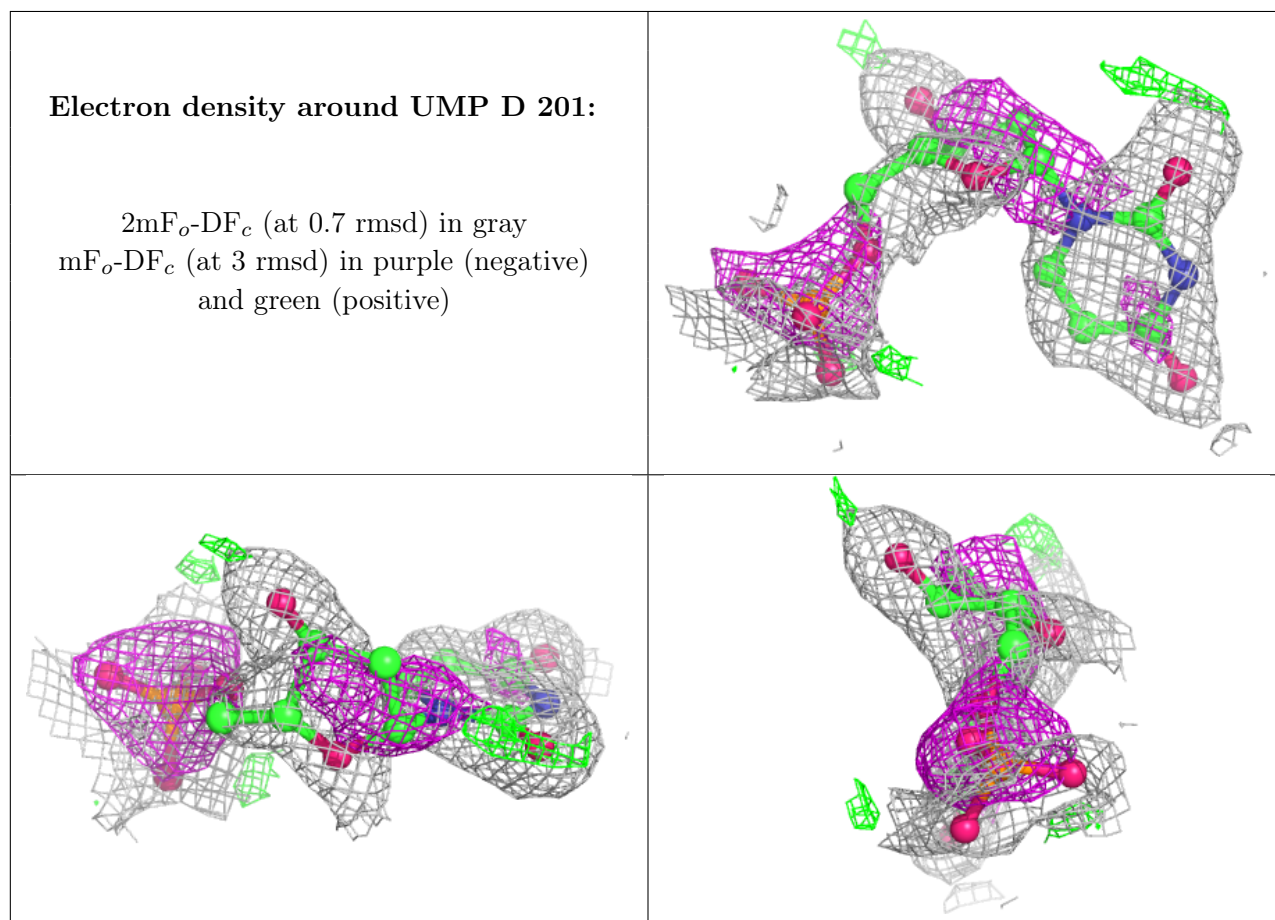 Electron density around UMP D 201:
2mFo-DFc (at 0.7 rmsd) in gray
mFo-DFc (at 3 rmsd) in purple (negative)
and green (positive)